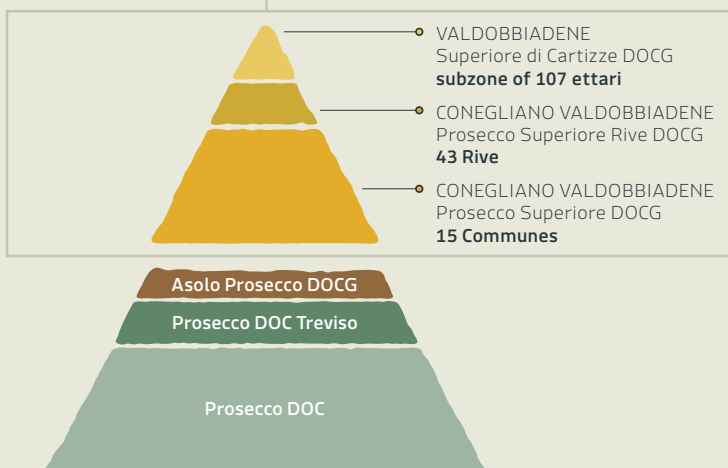 VALDOBBIADENE
Superiore di Cartizze DOCG
subzone of 107 ettari
CONEGLIANO VALDOBBIADENE
Prosecco Superiore Rive DOCG
43 Rive
CONEGLIANO VALDOBBIADENE
Prosecco Superiore DOCG
15 Communes
Asolo Prosecco DOCG
Prosecco DOC Treviso
Prosecco DOC